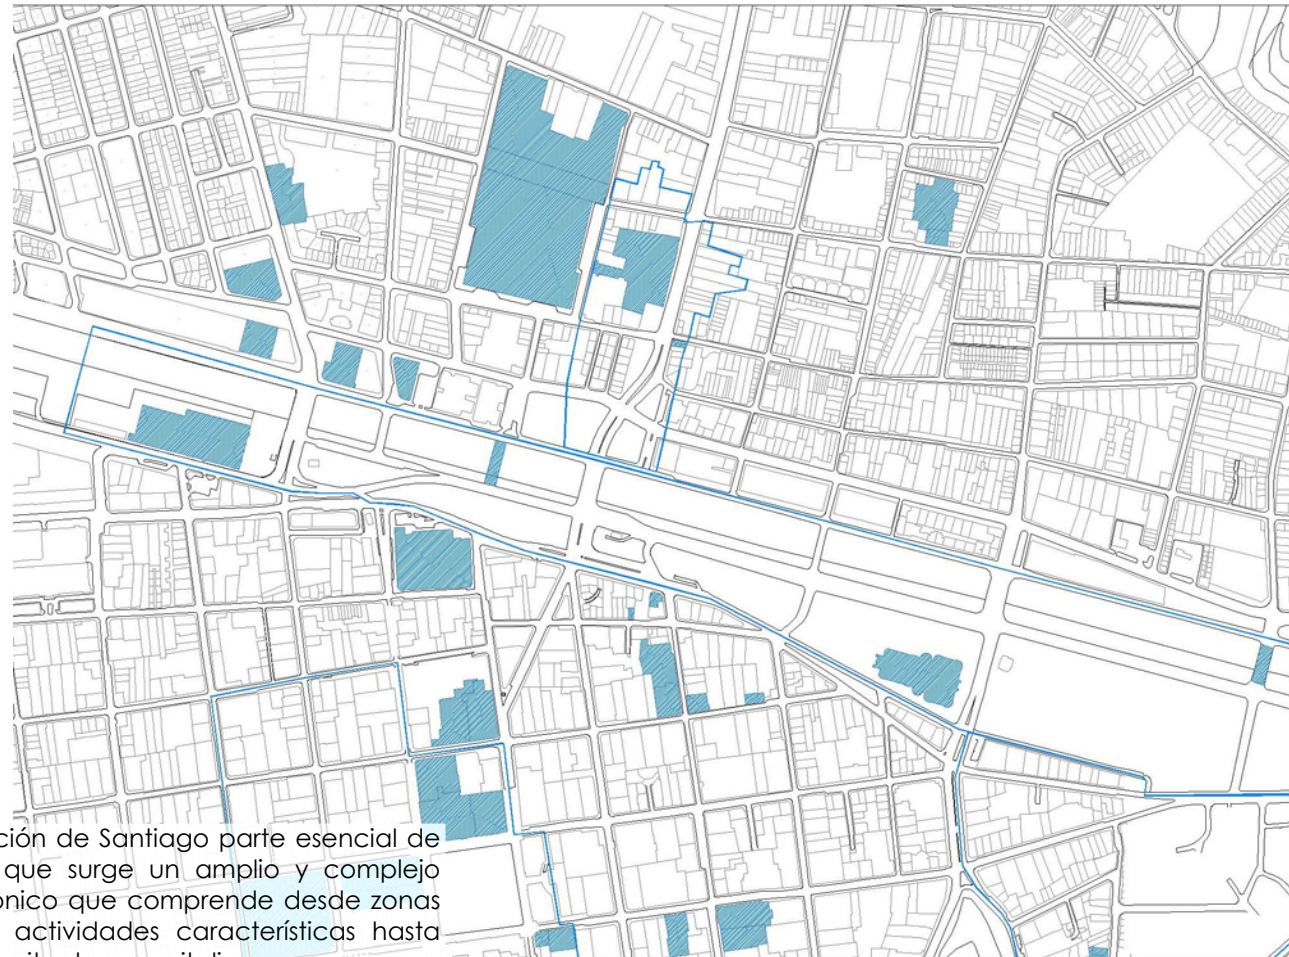 ción de Santiago parte esencial de
que surge un amplio y complejo
ónico que comprende desde zonas
actividades características hasta